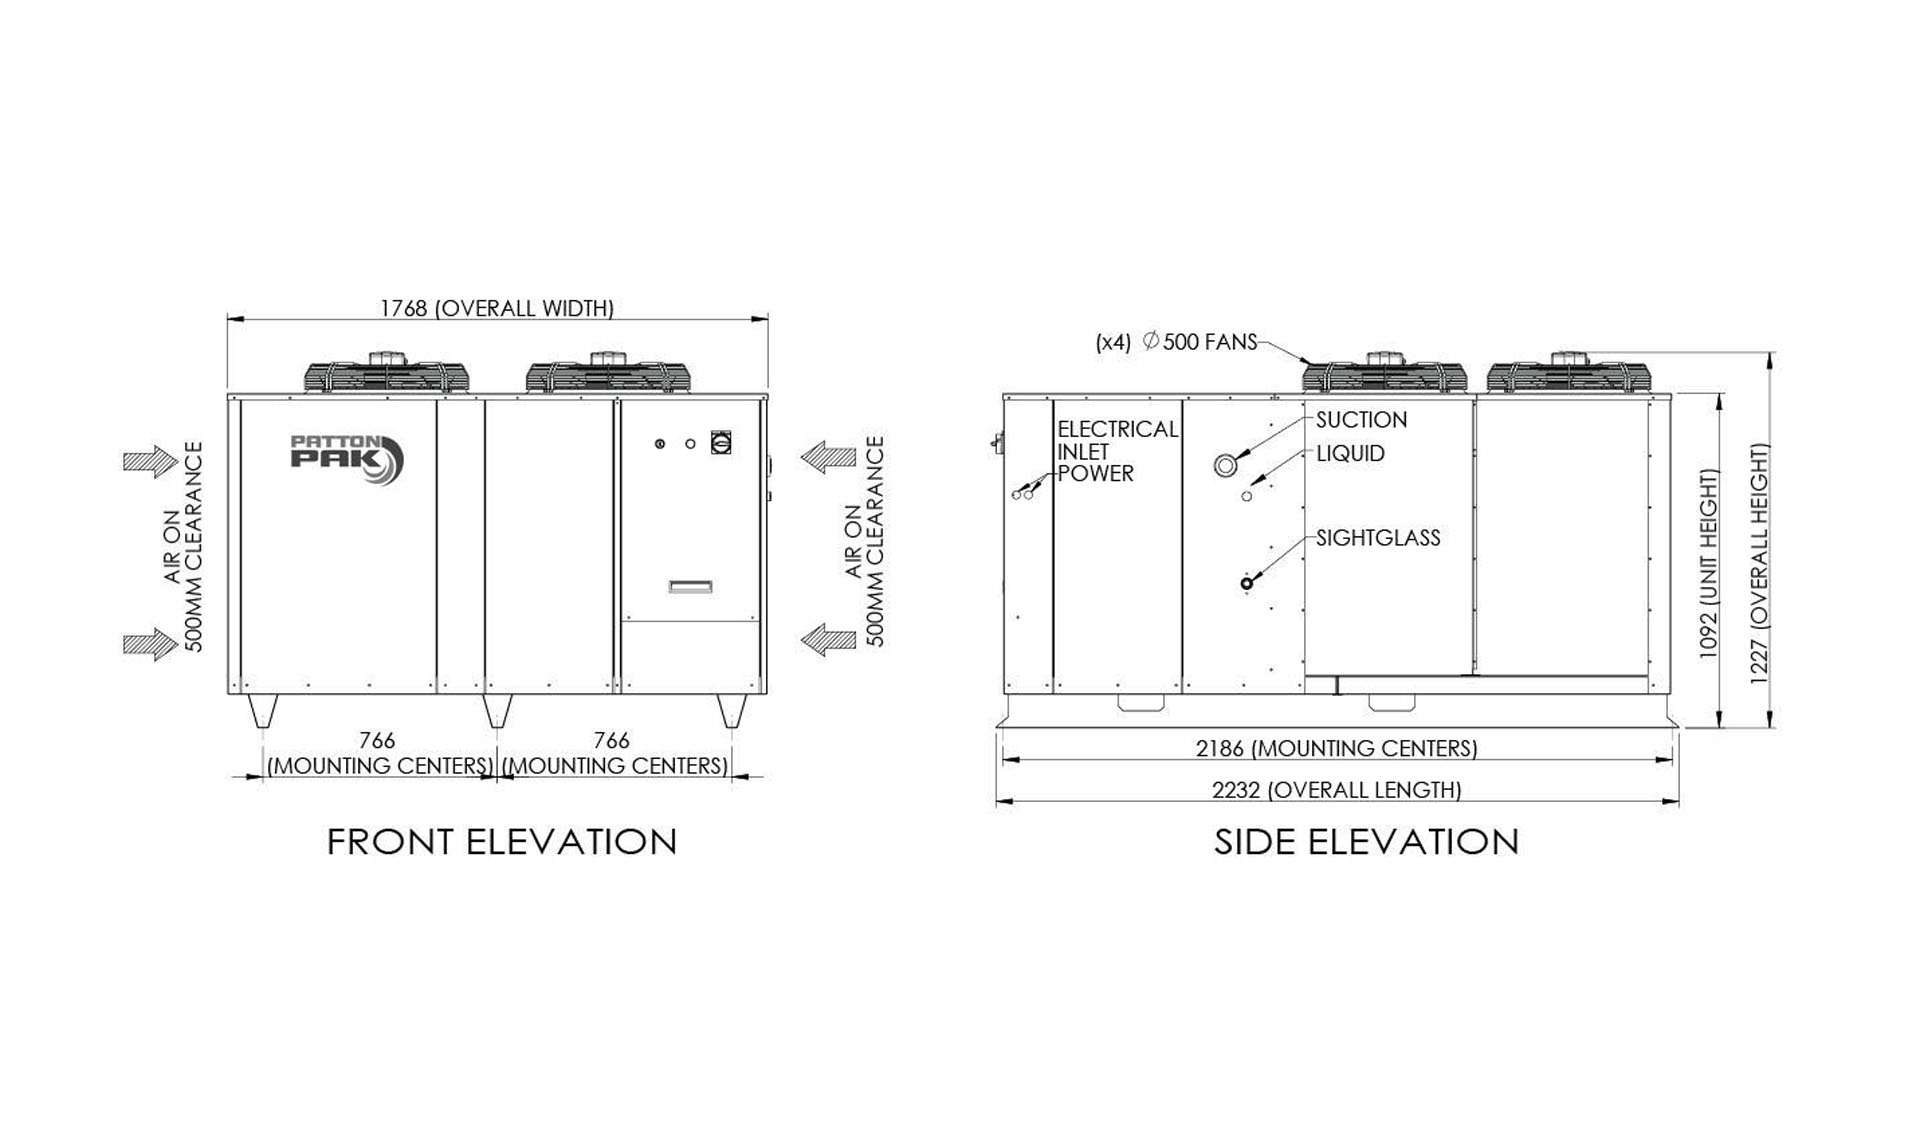 1768 (OVERALL WIDTH)
PATTON
PAK
AIR ON
500MM CLEARANCE
AIR ON
500MM CLEARANCE
766
(MOUNTING CENTERS)
766
(MOUNTING CENTERS)
FRONT ELEVATION
(x4) ∅500 FANS
ELECTRICAL
INLET
POWER
SUCTION
LIQUID
SIGHTGLASS
1092 (UNIT HEIGHT)
1227 (OVERALL HEIGHT)
2186 (MOUNTING CENTERS)
2232 (OVERALL LENGTH)
SIDE ELEVATION